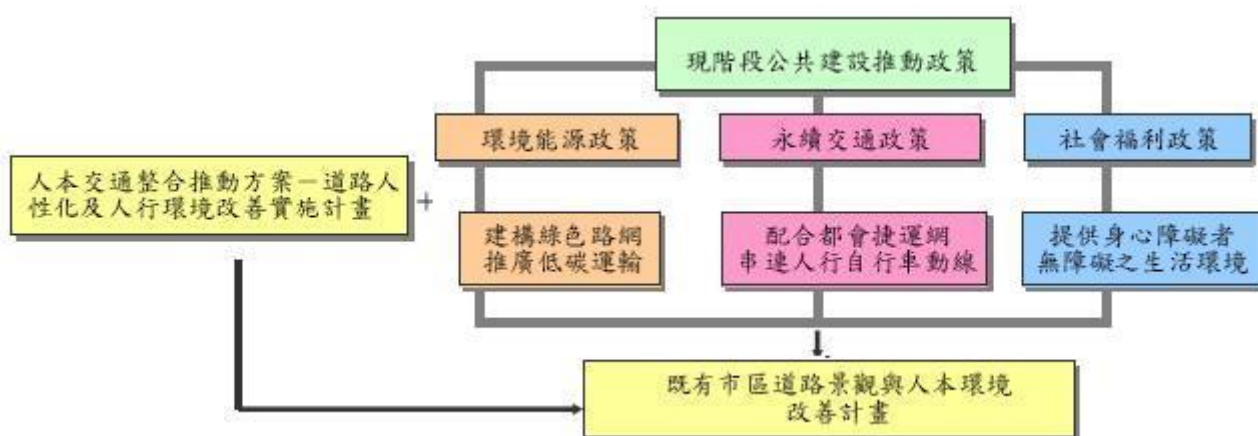 現階段公共建設推動政策
環境能源政策
永續交通政策
社會福利政策
人本交通整合推動方案－道路人
性化及人行環境改善實施計畫
+
建構綠色路網
推廣低碳運輸
配合都會捷運網
串連人行自行車動線
提供身心障礙者
無障礙之生活環境
既有市區道路景觀與人本環境
改善計畫